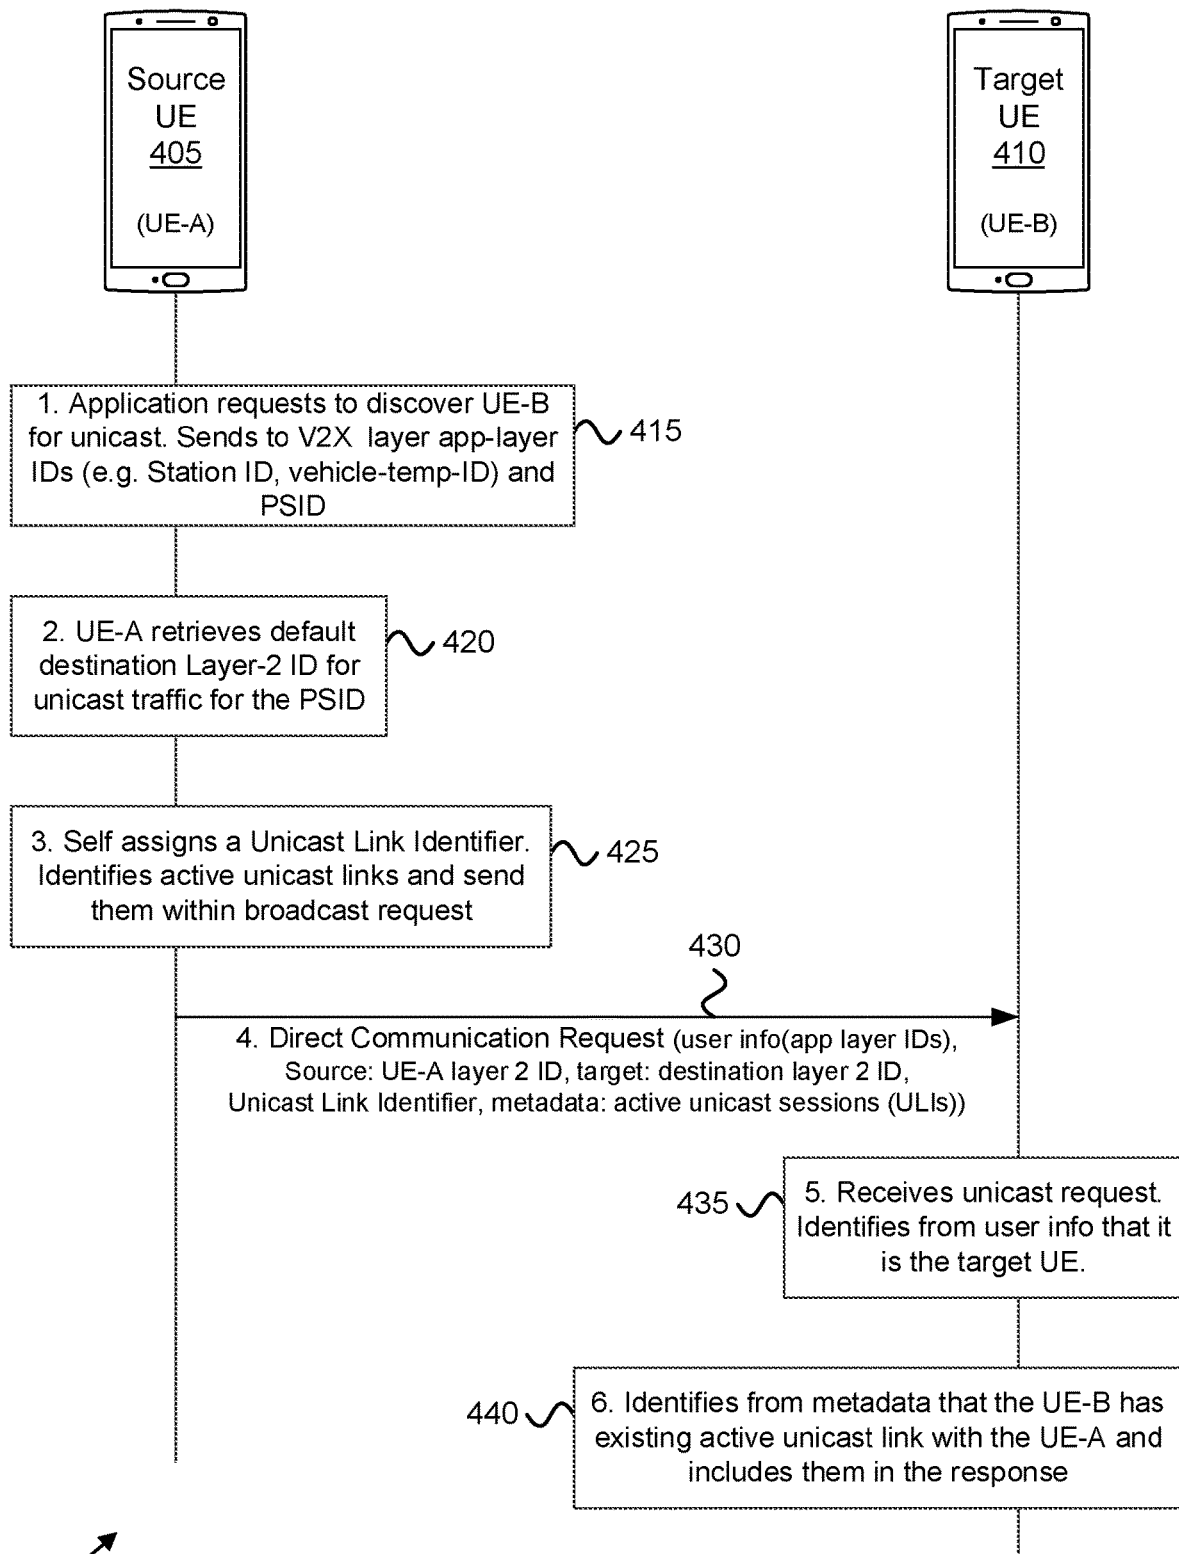 Source
UE
405
(UE-A)
Target
UE
410
(UE-B)
1. Application requests to discover UE-B
for unicast. Sends to V2X layer app-layer
IDs (e.g. Station ID, vehicle-temp-ID) and
PSID
415
2. UE-A retrieves default
destination Layer-2 ID for
unicast traffic for the PSID
420
3. Self assigns a Unicast Link Identifier.
Identifies active unicast links and send
them within broadcast request
425
430
4. Direct Communication Request (user info(app layer IDs),
Source: UE-A layer 2 ID, target: destination layer 2 ID,
Unicast Link Identifier, metadata: active unicast sessions (ULIs))
435
5. Receives unicast request.
Identifies from user info that it
is the target UE.
440
6. Identifies from metadata that the UE-B has
existing active unicast link with the UE-A and
includes them in the response